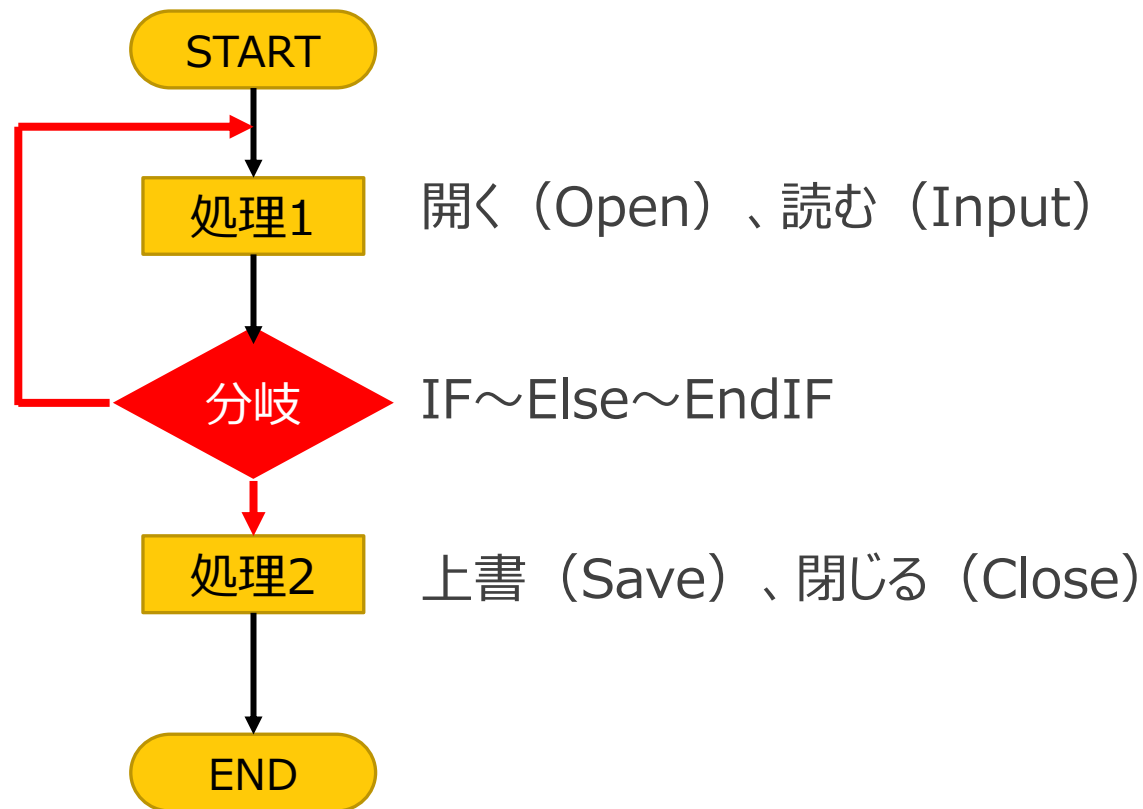 START
処理1
開く（Open）、読む（Input）
分岐
IF～Else～EndIF
処理2
上書（Save）、閉じる（Close）
END